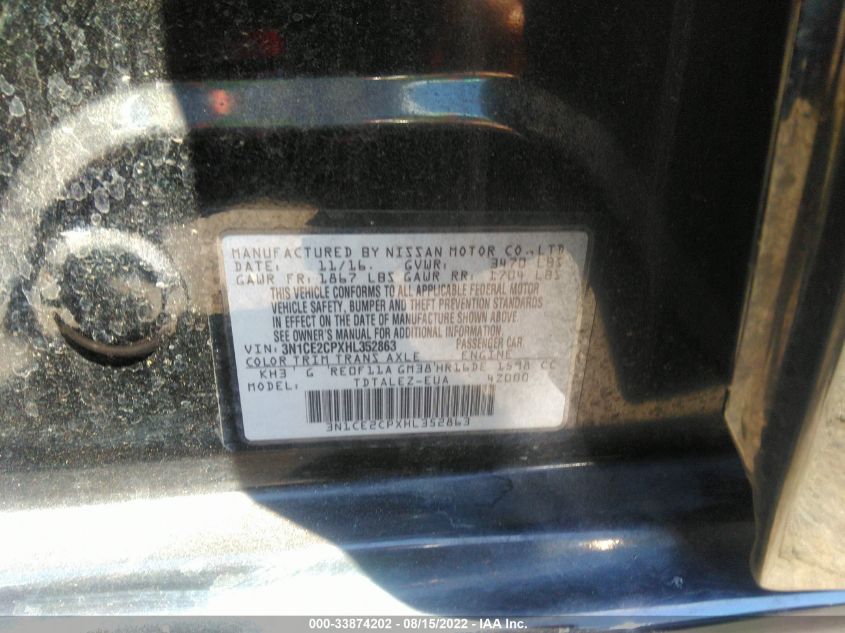 MANUFACTURED BY NISSAN MOTOR CO.,LTD.
DATE: 11/16. GVWR: LBS
GAWR FR: 1867 LBS GAWR RR: 1704 LBS
THIS VEHICLE CONFORMS TO ALL APPLICABLE FEDERAL MOTOR
VEHICLE SAFETY, BUMPER AND THEFT PREVENTION STANDARDS
IN EFFECT ON THE DATE OF MANUFACTURE SHOWN ABOVE.
SEE OWNER'S MANUAL FOR ADDITIONAL INFORMATION
VIN: 3N1CE2CPXHL352863 PASSENGER CAR
COLOR TRIM TRANS AXLE ENGINE
KH3 G RE0F11A GM38 HR16DE 1598 CC
MODEL: TDTALEZ-EUA 42000
3N1CE2CPXHL352863
000-33874202 - 08/15/2022 - IAA Inc.